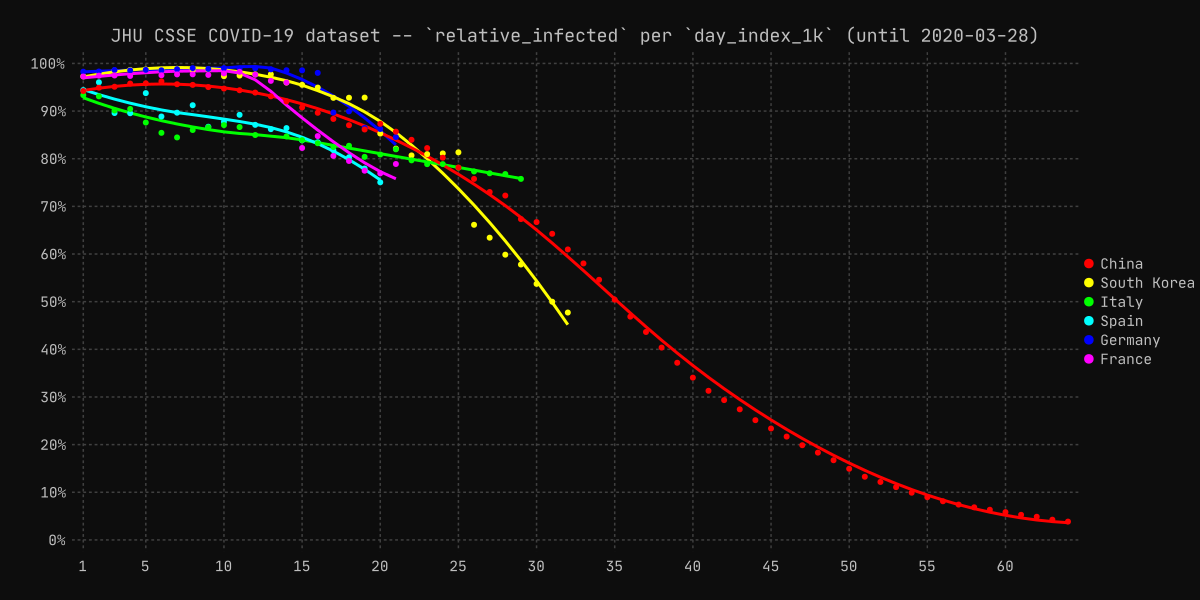 JHU CSSE COVID-19 dataset -- `relative_infected` per `day_index_1k` (until 2020-03-28)
100%
90%
80%
70%
60%
50%
40%
30%
20%
10%
0%
1 5 10 15 20 25 30 35 40 45 50 55 60
China
South Korea
Italy
Spain
Germany
France